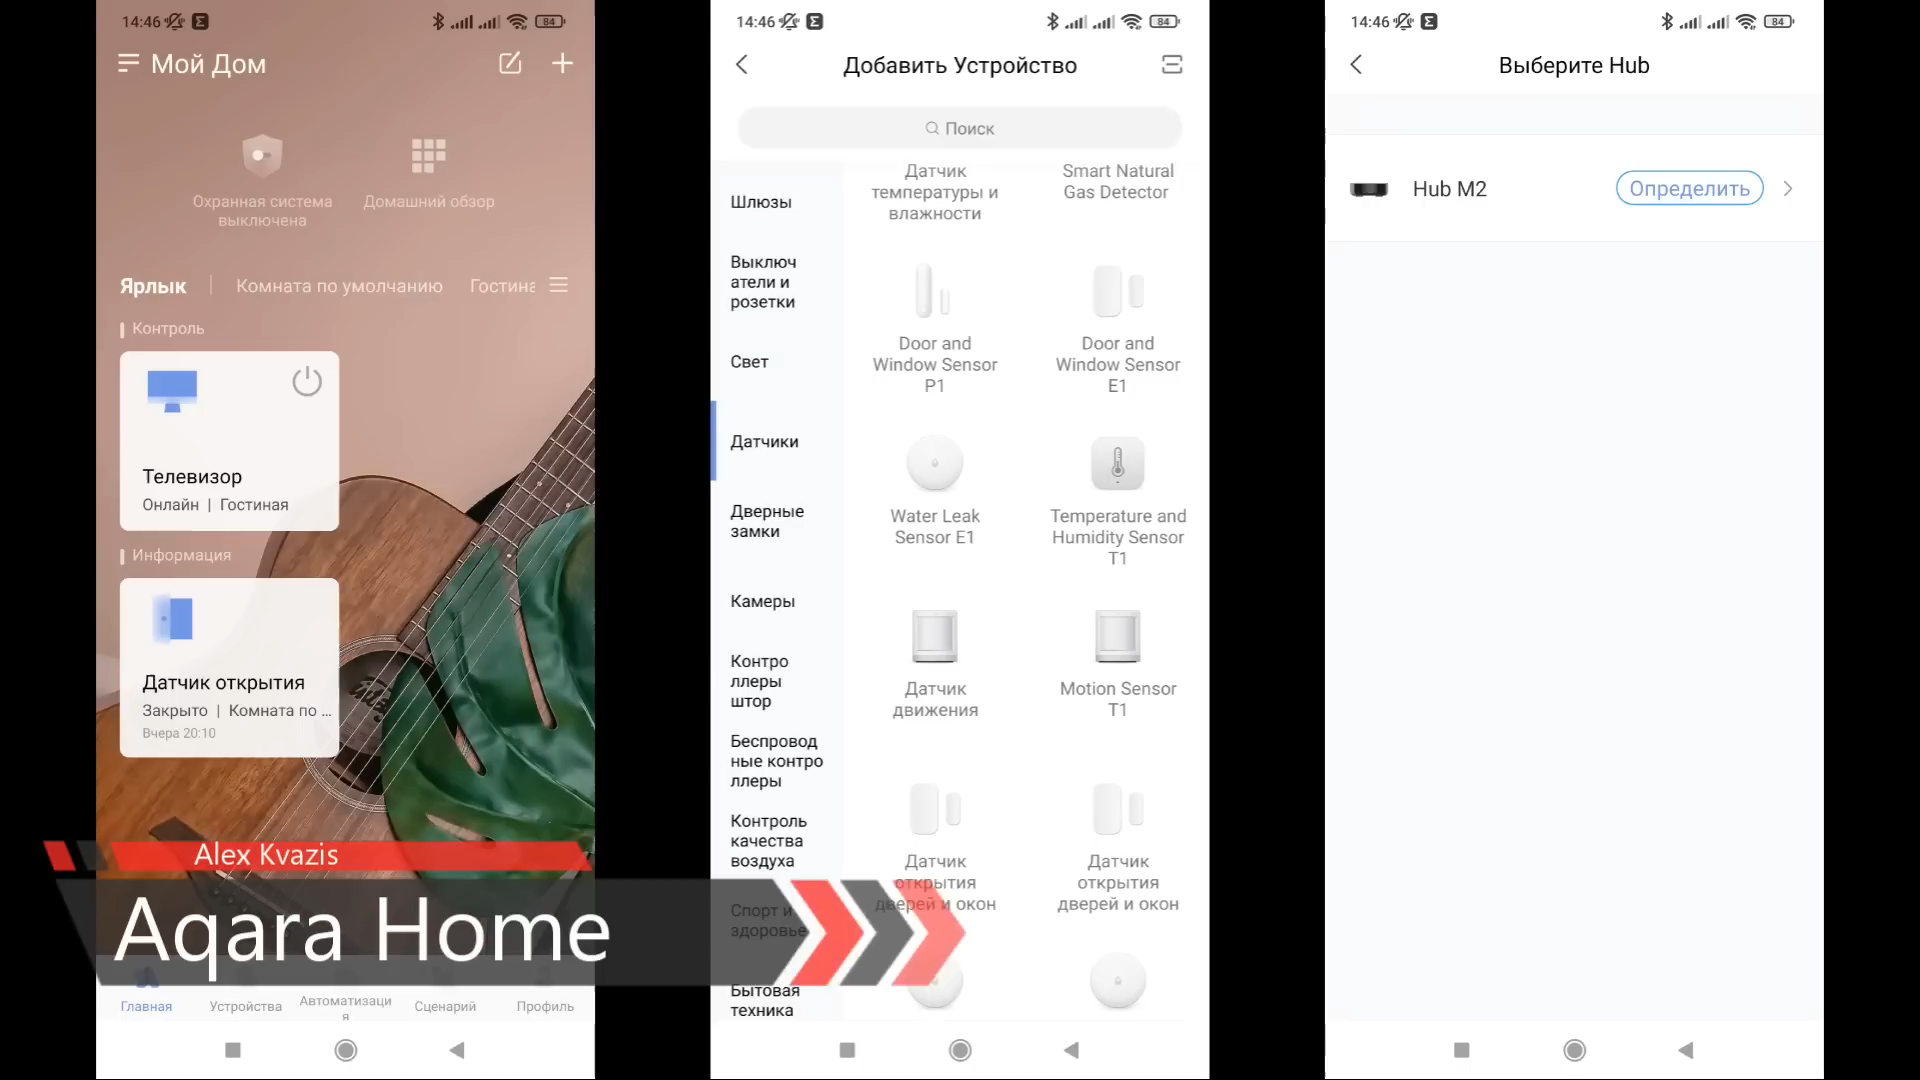 14:46
84
Мой Дом
Охранная система
выключена
Домашний обзор
Ярлык
Комната по умолчанию
Гостина
Контроль
Телевизор
Онлайн | Гостиная
Информация
Датчик открытия
Закрыто | Комната по ...
Вчера 20:10
Alex Kvazis
Aqara Home
Главная
Устройства
Автоматизаци
я
Сценарий
Профиль
14:46
84
Добавить Устройство
Поиск
Шлюзы
Выключ
атели и
розетки
Свет
Датчики
Дверные
замки
Камеры
Контро
ллеры
штор
Беспровод
ные контро
ллеры
Контроль
качества
воздуха
Спорт и
здоровье
Бытовая
техника
Датчик
температуры и
влажности
Smart Natural
Gas Detector
Door and
Window Sensor
P1
Door and
Window Sensor
E1
Water Leak
Sensor E1
Temperature and
Humidity Sensor
T1
Датчик
движения
Motion Sensor
T1
Датчик
открытия
дверей и окон
Датчик
открытия
дверей и окон
14:46
84
Выберите Hub
Hub M2
Определить